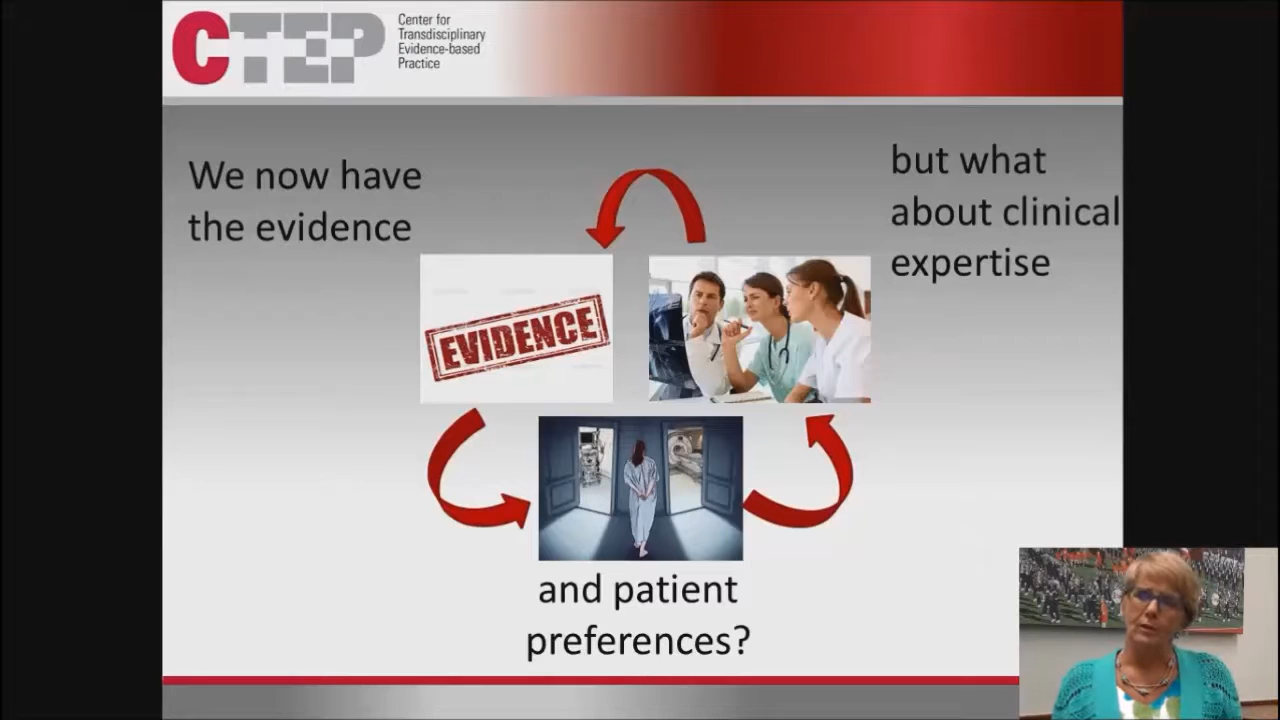 CTEP
Center for
Transdisciplinary
Evidence-based
Practice
We now have
the evidence
but what
about clinical
expertise
EVIDENCE
and patient
preferences?